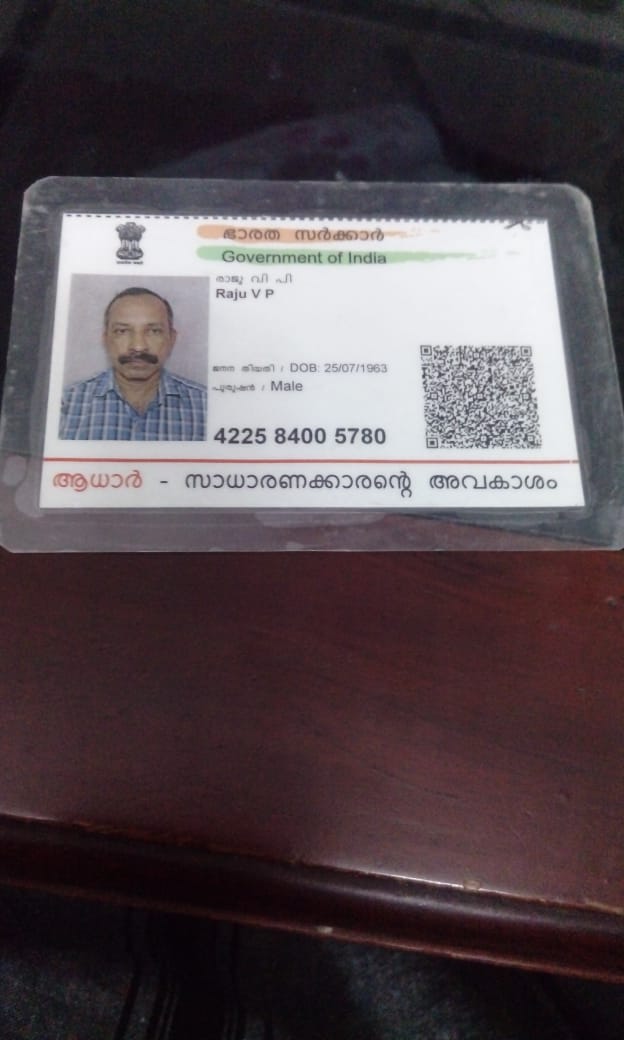 ഭാരത സർക്കാർ
Government of India
രാജു വി പി
Raju V P
ജനന തിയതി / DOB: 25/07/1963
പുരുഷൻ / Male
4225 8400 5780
ആധാർ - സാധാരണക്കാരന്റെ അവകാശം